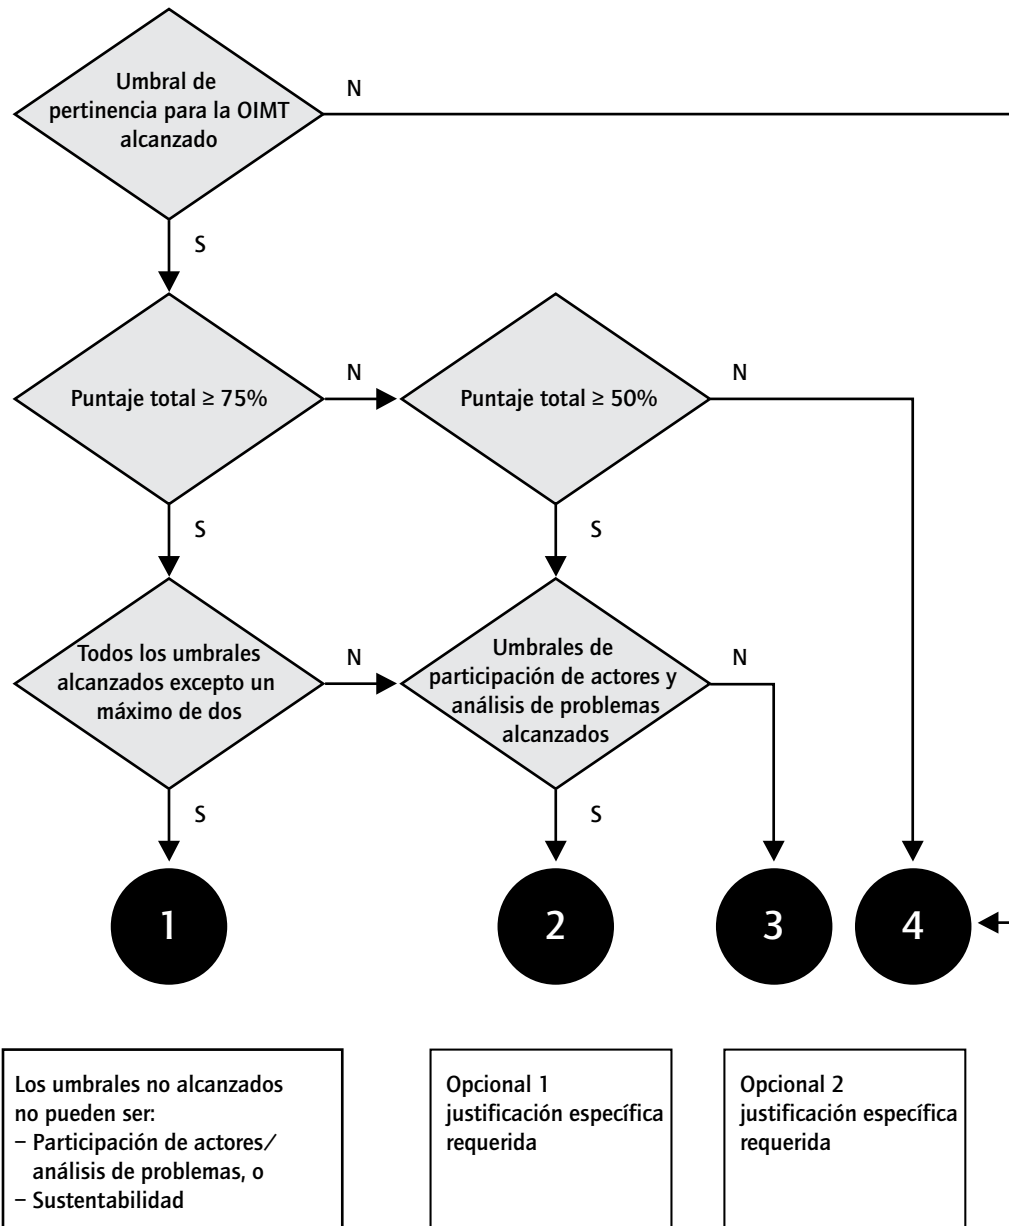 Umbral de
pertinencia para la OIMT
alcanzado
N
S
Puntaje total ≥ 75%
N
Puntaje total ≥ 50%
N
S
S
Todos los umbrales
alcanzados excepto un
máximo de dos
N
Umbrales de
participación de actores y
análisis de problemas
alcanzados
N
S
S
1
2
3
4
Los umbrales no alcanzados
no pueden ser:
– Participación de actores/
análisis de problemas, o
– Sustentabilidad
Opcional 1
justificación específica
requerida
Opcional 2
justificación específica
requerida